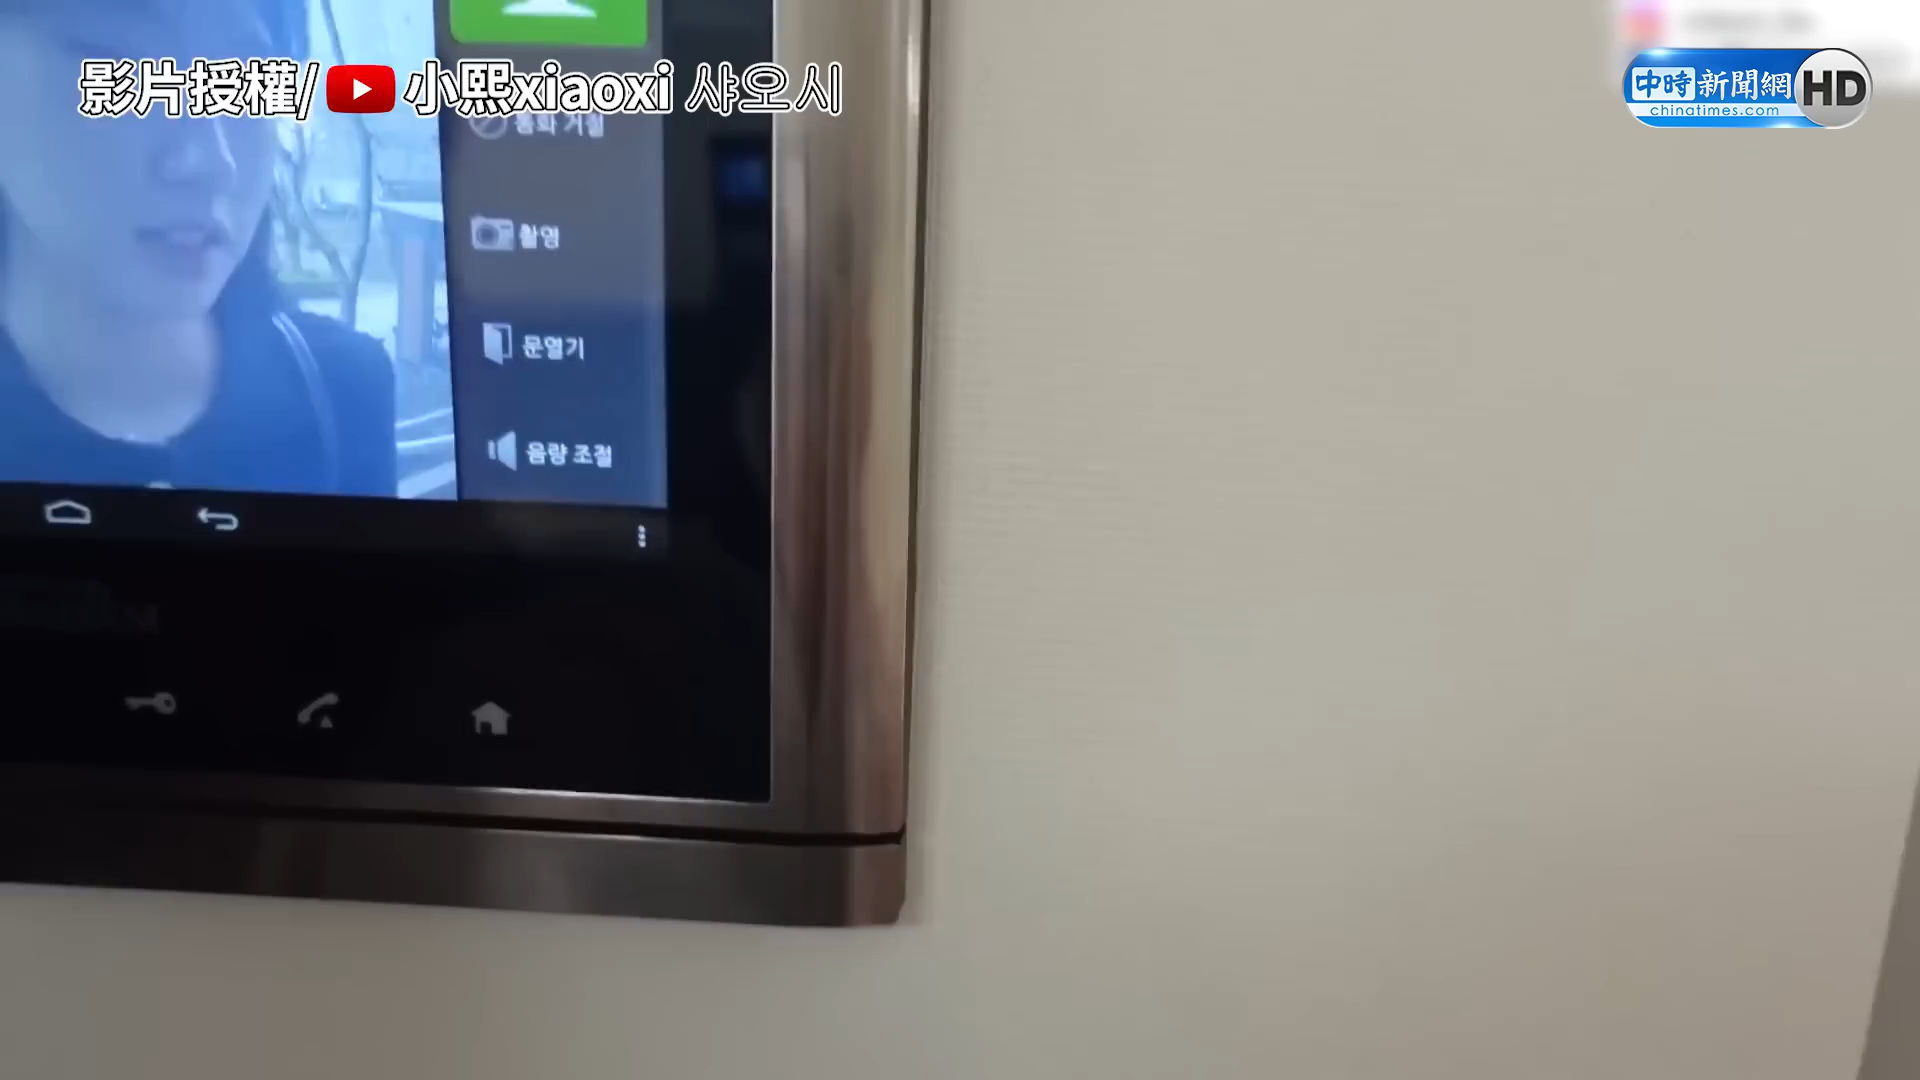 影片授權/ 小熙xiaoxi 샤오시
中時新聞網 HD
chinatimes.com
통화 거절
촬영
문열기
음량 조절